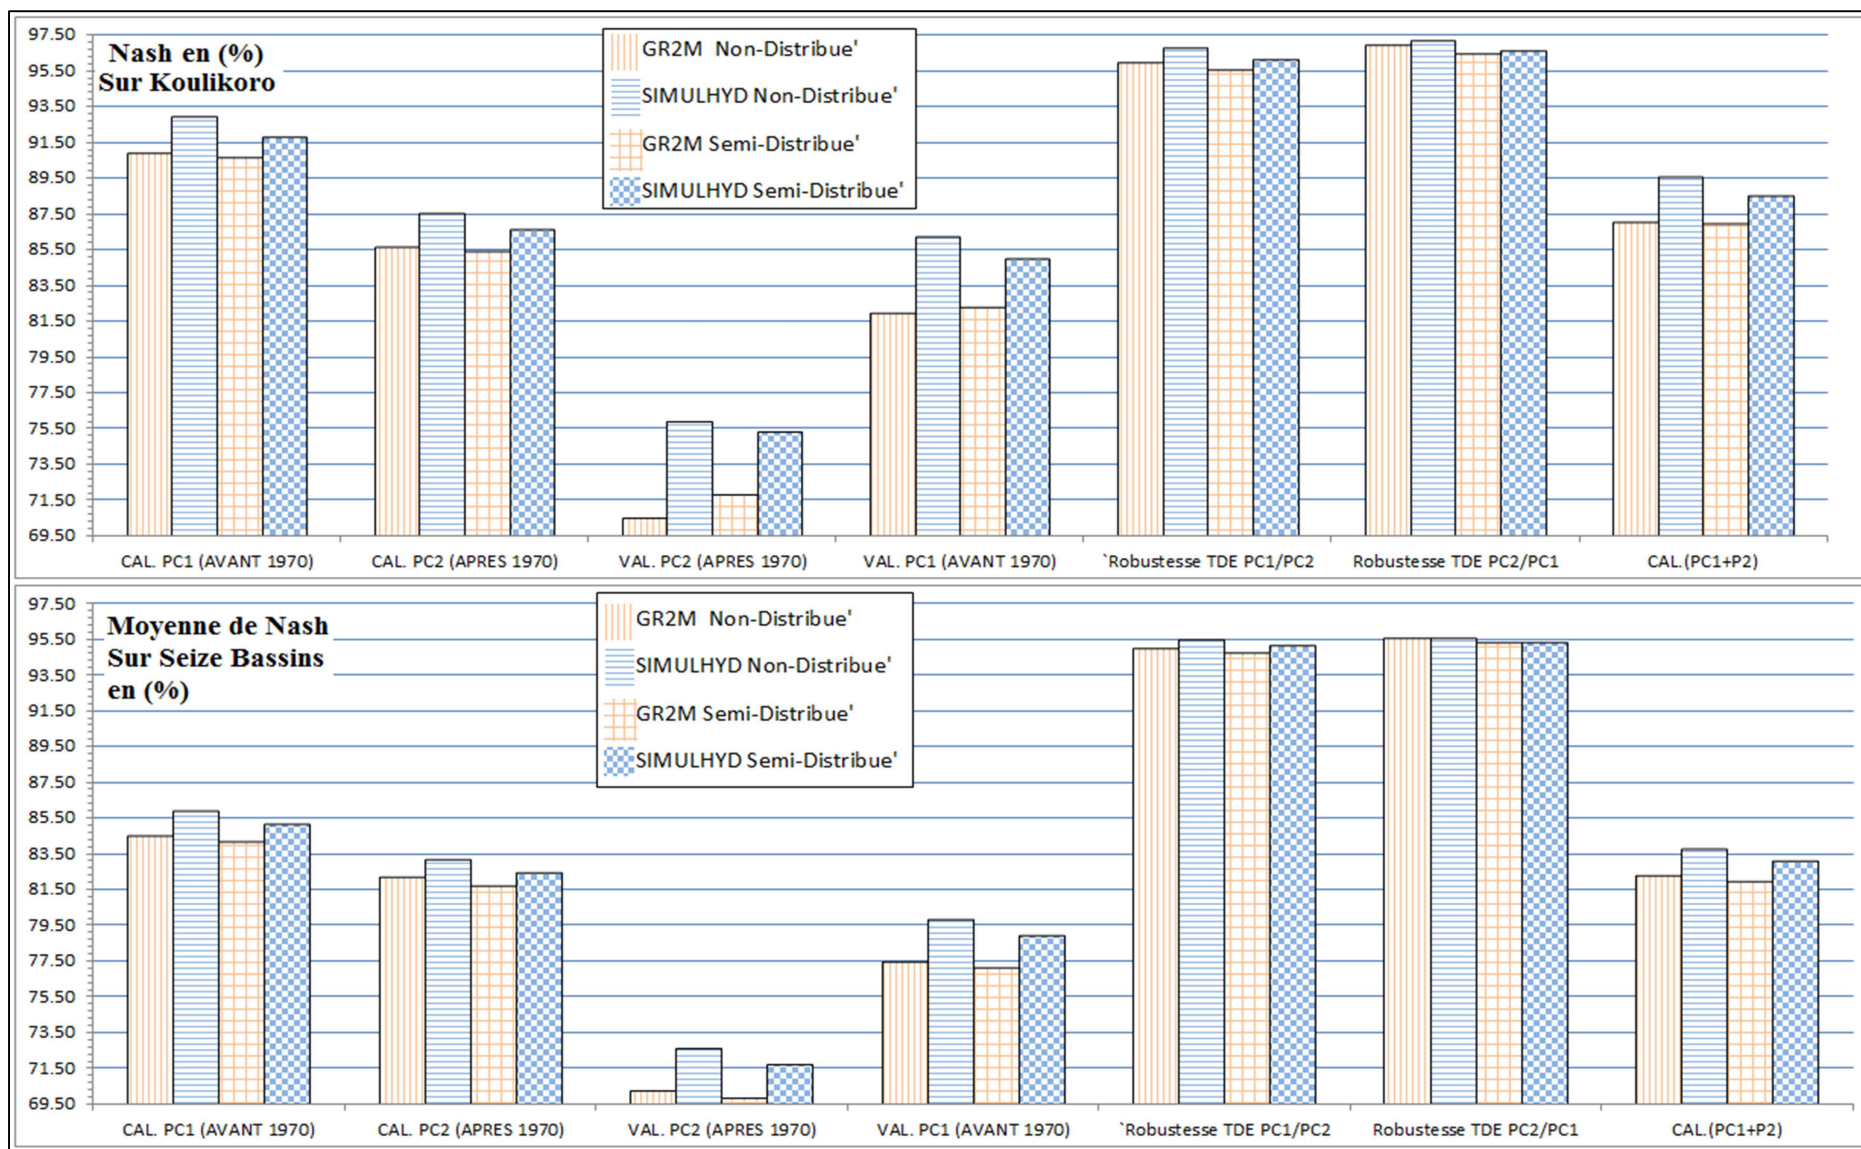 Nash en (%)
Sur Koulikoro
GR2M Non-Distribue'
SIMULHYD Non-Distribue'
GR2M Semi-Distribue'
SIMULHYD Semi-Distribue'
97.50
95.50
93.50
91.50
89.50
87.50
85.50
83.50
81.50
79.50
77.50
75.50
73.50
71.50
69.50
CAL. PC1 (AVANT 1970)
CAL. PC2 (APRES 1970)
VAL. PC2 (APRES 1970)
VAL. PC1 (AVANT 1970)
`Robustesse TDE PC1/PC2
Robustesse TDE PC2/PC1
CAL.(PC1+P2)
Moyenne de Nash
Sur Seize Bassins
en (%)
GR2M Non-Distribue'
SIMULHYD Non-Distribue'
GR2M Semi-Distribue'
SIMULHYD Semi-Distribue'
97.50
95.50
93.50
91.50
89.50
87.50
85.50
83.50
81.50
79.50
77.50
75.50
73.50
71.50
69.50
CAL. PC1 (AVANT 1970)
CAL. PC2 (APRES 1970)
VAL. PC2 (APRES 1970)
VAL. PC1 (AVANT 1970)
`Robustesse TDE PC1/PC2
Robustesse TDE PC2/PC1
CAL.(PC1+P2)